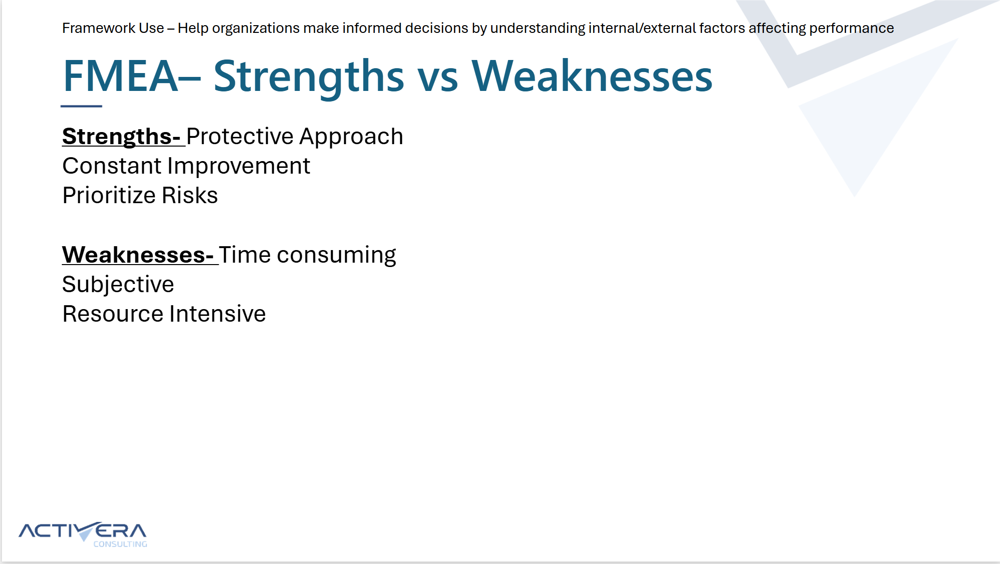 Framework Use – Help organizations make informed decisions by understanding internal/external factors affecting performance
FMEA– Strengths vs Weaknesses
Strengths- Protective Approach
Constant Improvement
Prioritize Risks
Weaknesses- Time consuming
Subjective
Resource Intensive
ACTIVERA
CONSULTING